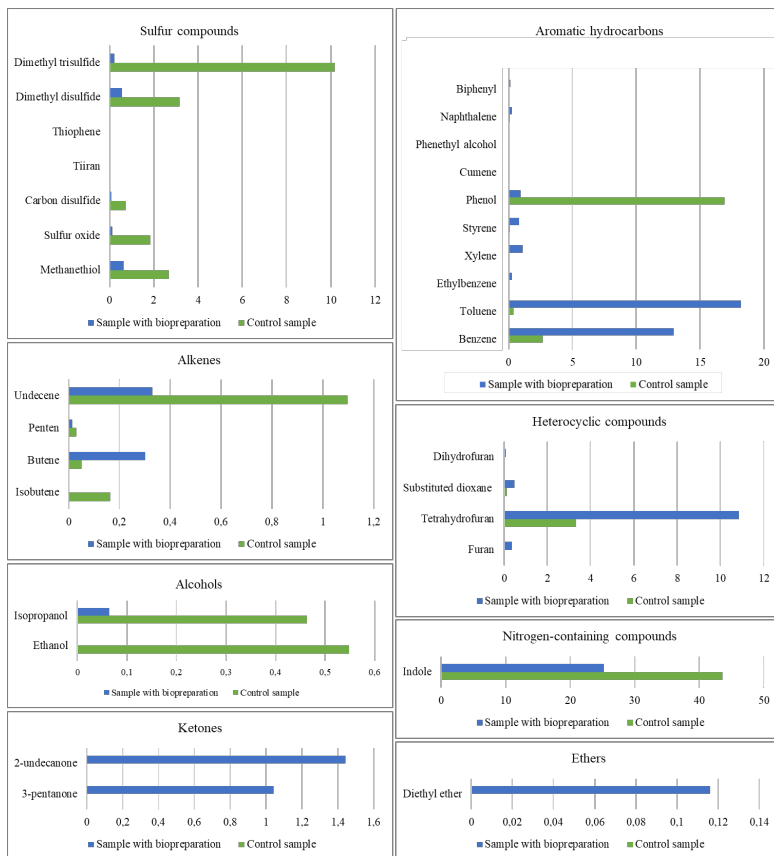 Sulfur compounds
Dimethyl trisulfide
Dimethyl disulfide
Thiophene
Tiiran
Carbon disulfide
Sulfur oxide
Methanethiol
0 2 4 6 8 10 12
Sample with biopreparation Control sample
Alkenes
Undecene
Penten
Butene
Isobutene
0 0,2 0,4 0,6 0,8 1 1,2
Sample with biopreparation Control sample
Alcohols
Isopropanol
Ethanol
0 0,1 0,2 0,3 0,4 0,5 0,6
Sample with biopreparation Control sample
Ketones
2-undecanone
3-pentanone
0 0,2 0,4 0,6 0,8 1 1,2 1,4 1,6
Sample with biopreparation Control sample
Aromatic hydrocarbons
Biphenyl
Naphthalene
Phenethyl alcohol
Cumene
Phenol
Styrene
Xylene
Ethylbenzene
Toluene
Benzene
0 5 10 15 20
Sample with biopreparation Control sample
Heterocyclic compounds
Dihydrofuran
Substituted dioxane
Tetrahydrofuran
Furan
0 2 4 6 8 10 12
Sample with biopreparation Control sample
Nitrogen-containing compounds
Indole
0 10 20 30 40 50
Sample with biopreparation Control sample
Ethers
Diethyl ether
0 0,02 0,04 0,06 0,08 0,1 0,12 0,14
Sample with biopreparation Control sample